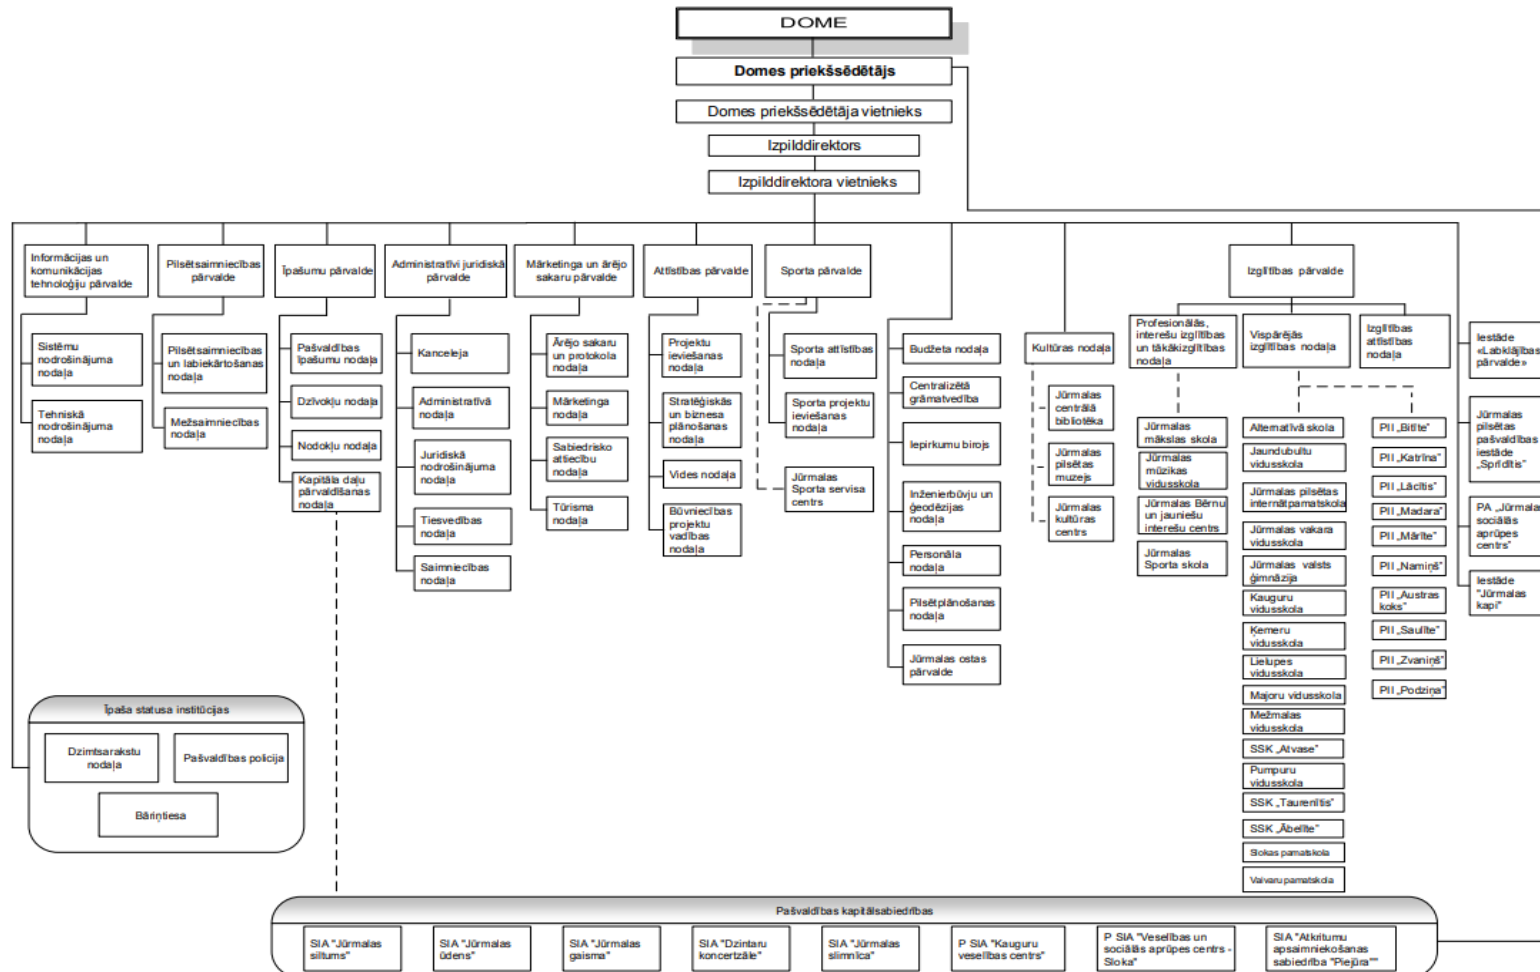 DOME
Domes priekšsēdētājs
Domes priekšsēdētāja vietnieks
Izpilddirektors
Izpilddirektora vietnieks
Informācijas un
komunikācijas
tehnoloģiju pārvalde
Sistēmu
nodrošinājuma
nodaļa
Tehniskā
nodrošinājuma
nodaļa
Pilsētsaimniecības
pārvalde
Pilsētsaimniecības
un labiekārtošanas
nodaļa
Mežsaimniecības
nodaļa
Īpašumu pārvalde
Pašvaldības
īpašumu nodaļa
Dzīvokļu nodaļa
Nodokļu nodaļa
Kapitāla daļu
pārvaldīšanas
nodaļa
Administratīvi juridiskā
pārvalde
Kanceleja
Administratīvā
nodaļa
Juridiskā
nodrošinājuma
nodaļa
Tiesvedības
nodaļa
Saimniecības
nodaļa
Mārketinga un ārējo
sakaru pārvalde
Ārējo sakaru
un protokola
nodaļa
Mārketinga
nodaļa
Sabiedrisko
attiecību
nodaļa
Tūrisma
nodaļa
Attīstības pārvalde
Projektu
ieviešanas
nodaļa
Stratēģiskās
un biznesa
plānošanas
nodaļa
Vides nodaļa
Būvniecības
projektu
vadības
nodaļa
Sporta pārvalde
Sporta attīstības
nodaļa
Sporta projektu
ieviešanas
nodaļa
Jūrmalas
Sporta servisa
centrs
Budžeta nodaļa
Centralizētā
grāmatvedība
Iepirkumu birojs
Inženierbūvju un
ģeodēzijas
nodaļa
Personāla
nodaļa
Pilsētplānošanas
nodaļa
Jūrmalas ostas
pārvalde
Kultūras nodaļa
Jūrmalas
centrālā
bibliotēka
Jūrmalas
pilsētas
muzejs
Jūrmalas
kultūras
centrs
Izglītības pārvalde
Profesionālās,
interešu izglītības
un tākākizglītības
nodaļa
Jūrmalas
mākslas skola
Jūrmalas
mūzikas
vidusskola
Jūrmalas Bērnu
un jauniešu
interešu centrs
Jūrmalas
Sporta skola
Vispārējās
izglītības nodaļa
Alternatīvā skola
Jaundubultu
vidusskola
Jūrmalas pilsētas
internātpamatskola
Jūrmalas vakara
vidusskola
Jūrmalas valsts
ģimnāzija
Kauguru
vidusskola
Ķemeru
vidusskola
Lielupes
vidusskola
Majoru vidusskola
Mežmalas
vidusskola
SSK „Atvase”
Pumpuru
vidusskola
SSK „Taurenītis”
SSK „Ābelīte”
Slokas pamatskola
Vaivaru pamatskola
PII „Bitīte”
PII „Katrīna”
PII „Lācītis”
PII „Madara”
PII „Mārīte”
PII „Namiņš”
PII „Austras
koks”
PII „Saulīte”
PII „Zvaniņš”
PII „Podziņa”
Izglītības
attīstības
nodaļa
Iestāde
«Labklājības
pārvalde»
Jūrmalas
pilsētas
pašvaldības
iestāde
„Sprīdītis”
PA „Jūrmalas
sociālās
aprūpes
centrs”
Iestāde
"Jūrmalas
kapi"
Īpaša statusa institūcijas
Dzimtsarakstu
nodaļa
Pašvaldības policija
Bāriņtiesa
Pašvaldības kapitālsabiedrības
SIA "Jūrmalas
siltums"
SIA "Jūrmalas
ūdens"
SIA "Jūrmalas
gaisma"
SIA "Dzintaru
koncertzāle"
SIA "Jūrmalas
slimnīca"
P SIA "Kauguru
veselības centrs"
P SIA "Veselības un
sociālās aprūpes centrs -
Sloka"
SIA "Atkritumu
apsaimniekošanas
sabiedrība "Piejūra""